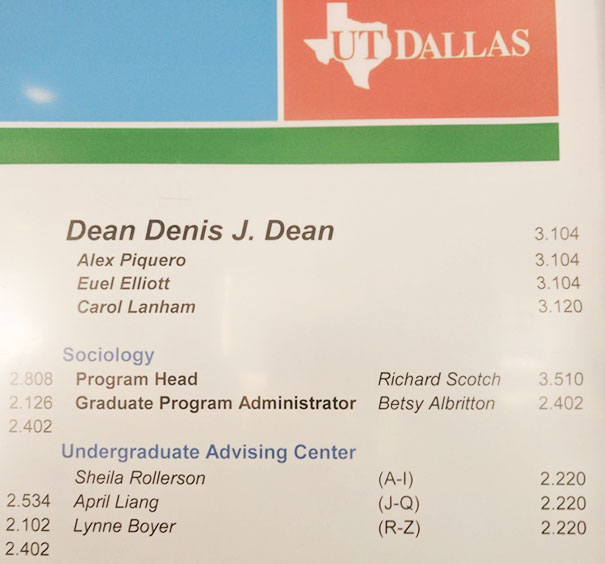 UT DALLAS
Dean Denis J. Dean 3.104
Alex Piquero 3.104
Euel Elliott 3.104
Carol Lanham 3.120
Sociology
2.808 Program Head Richard Scotch 3.510
2.126 Graduate Program Administrator Betsy Albritton 2.402
2.402
Undergraduate Advising Center
Sheila Rollerson (A-I) 2.220
2.534 April Liang (J-Q) 2.220
2.102 Lynne Boyer (R-Z) 2.220
2.402